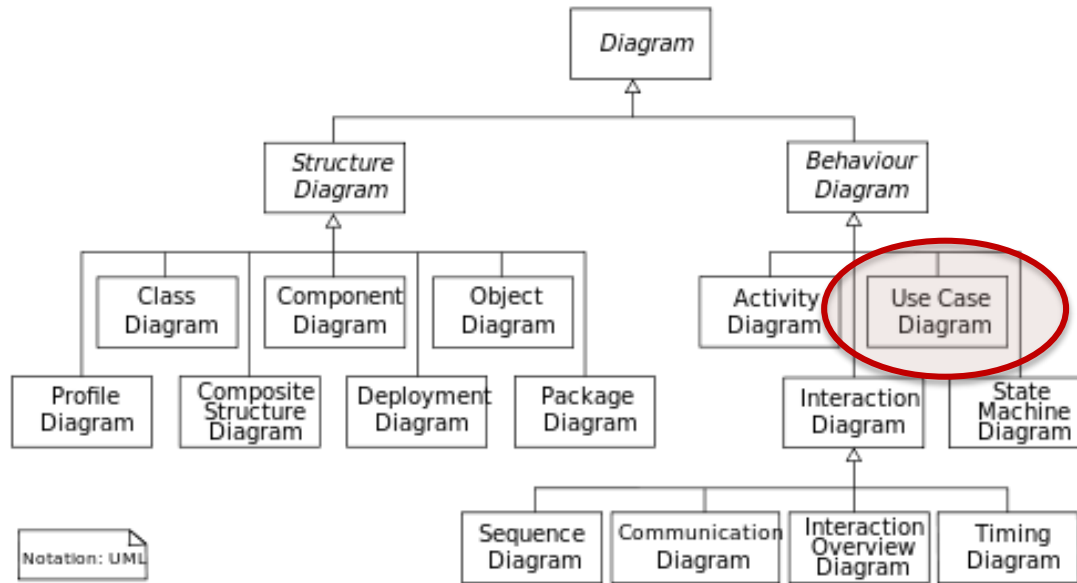 Diagram
Structure
Diagram
Behaviour
Diagram
Class
Diagram
Component
Diagram
Object
Diagram
Activity
Diagram
Use Case
Diagram
Profile
Diagram
Composite
Structure
Diagram
Deployment
Diagram
Package
Diagram
Interaction
Diagram
State
Machine
Diagram
Sequence
Diagram
Communication
Diagram
Interaction
Overview
Diagram
Timing
Diagram
Notation: UML